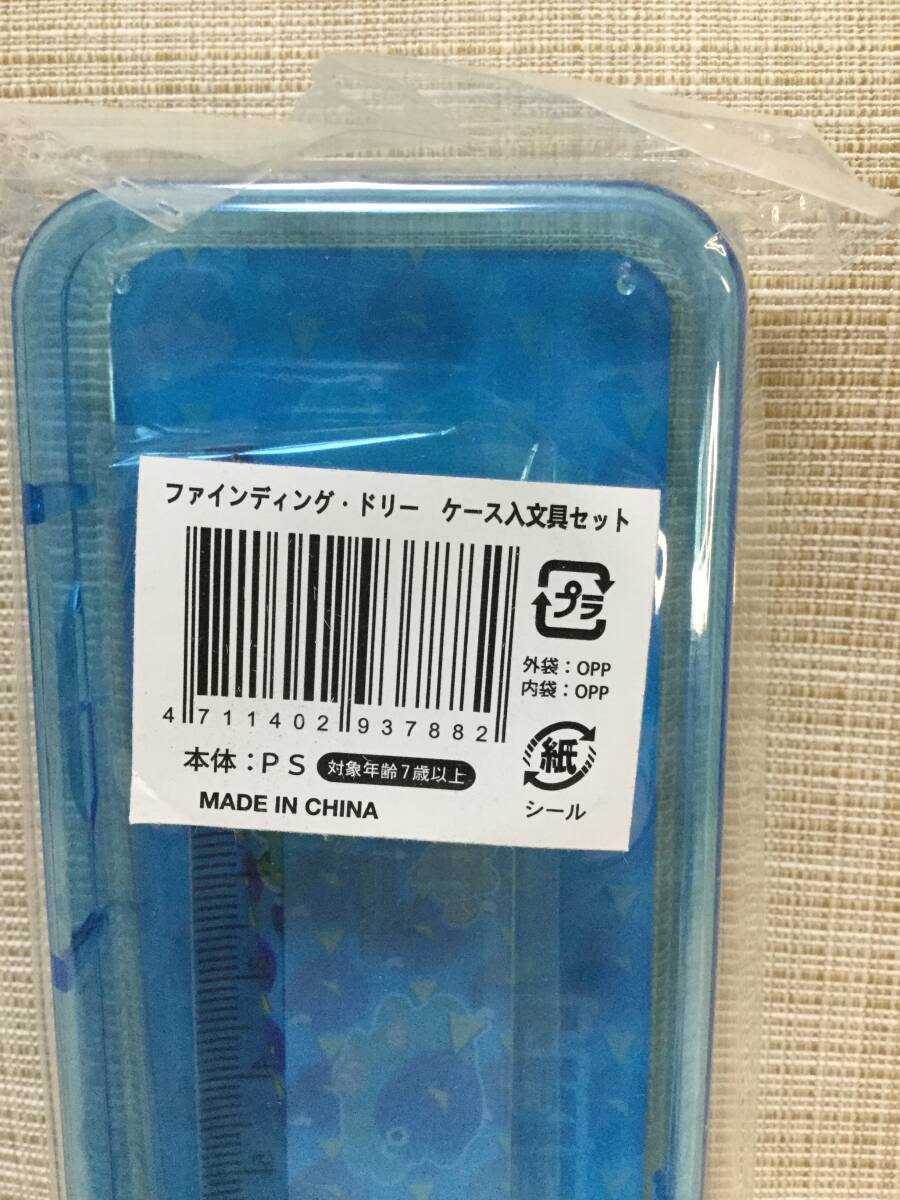 ファインディング・ドリー　ケース入文具セット
プラ
外袋：OPP
内袋：OPP
4 711402 937882
紙
シール
本体：PS 対象年齢7歳以上
MADE IN CHINA